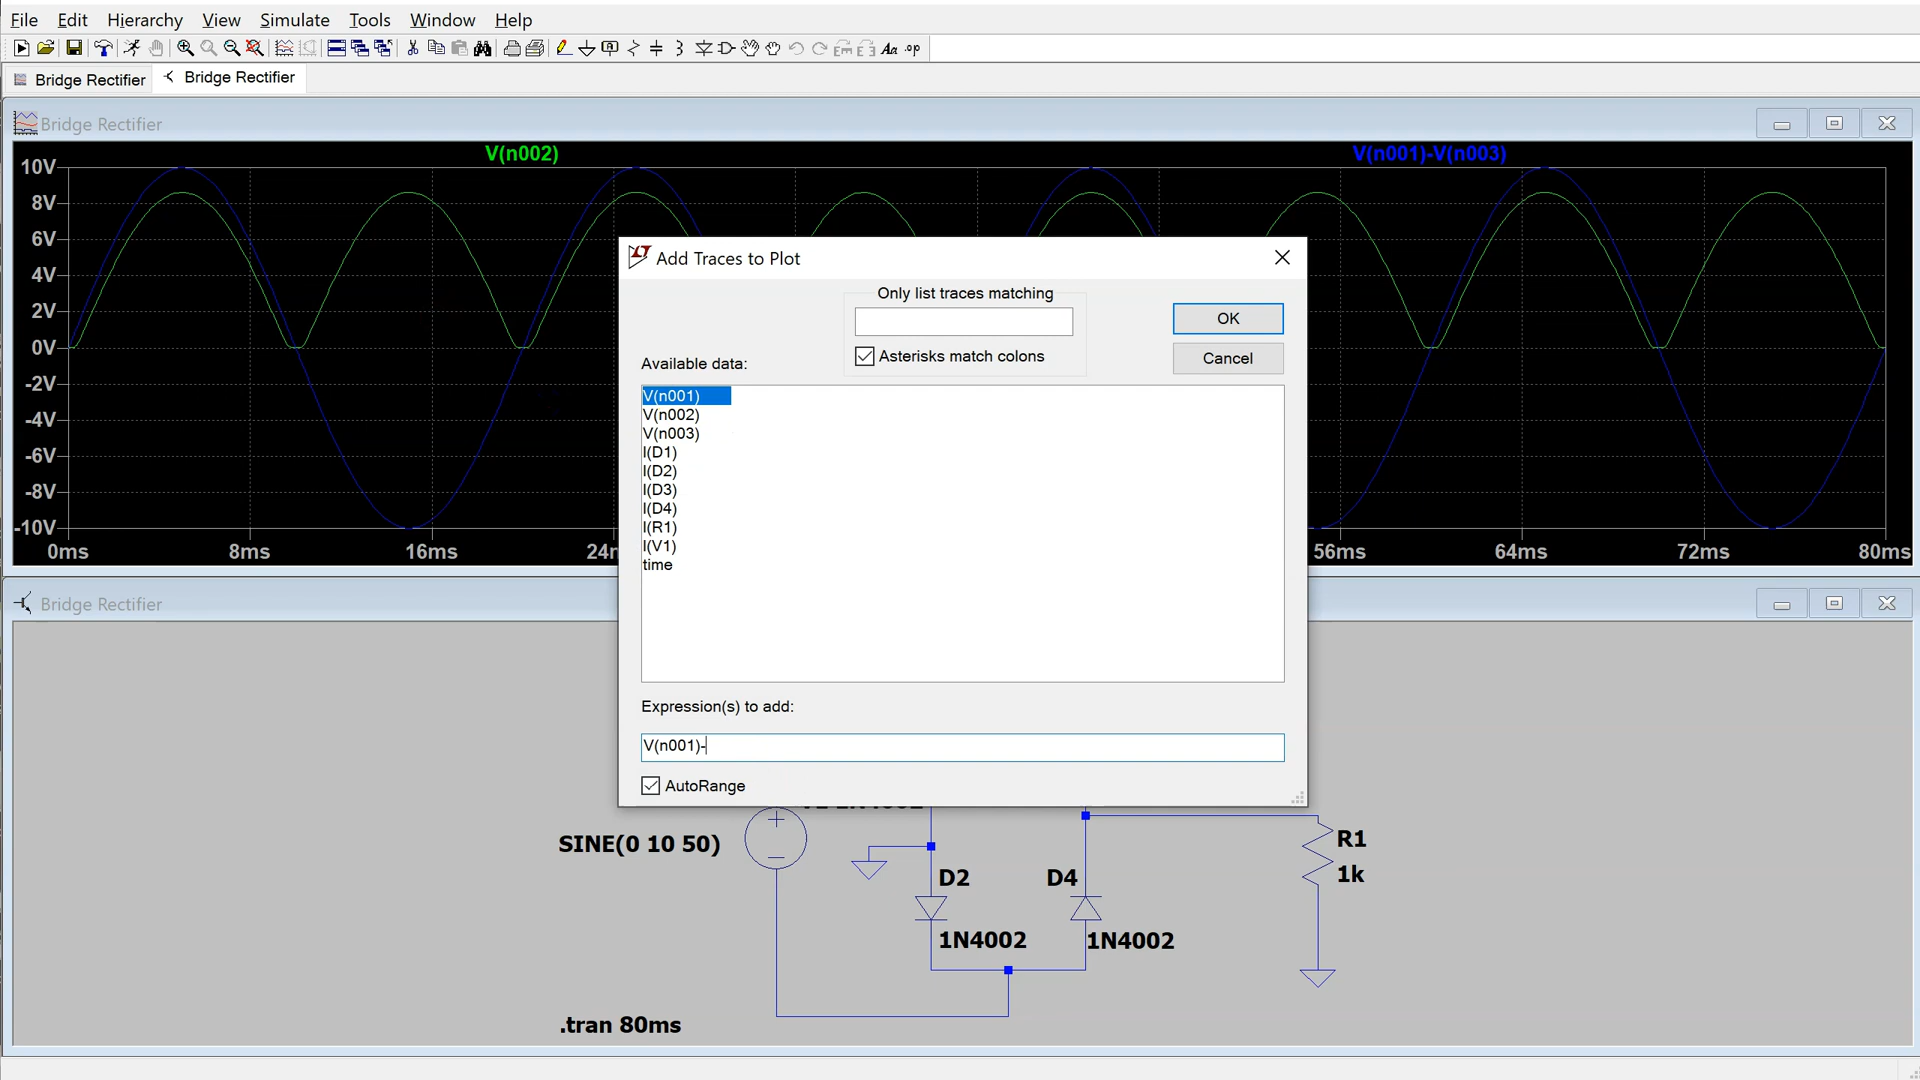 File Edit Hierarchy View Simulate Tools Window Help
Aa .op
Bridge Rectifier Bridge Rectifier
Bridge Rectifier
V(n002) V(n001)-V(n003)
10V
8V
6V
4V
2V
0V
-2V
-4V
-6V
-8V
-10V
0ms 8ms 16ms 56ms 64ms 72ms 80ms
Add Traces to Plot
Only list traces matching
OK
Asterisks match colons
Cancel
Available data:
V(n001)
V(n002)
V(n003)
I(D1)
I(D2)
I(D3)
I(D4)
I(R1)
I(V1)
time
Expression(s) to add:
V(n001)-
AutoRange
Bridge Rectifier
SINE(0 10 50)
R1
1k
D2 D4
1N4002 1N4002
.tran 80ms